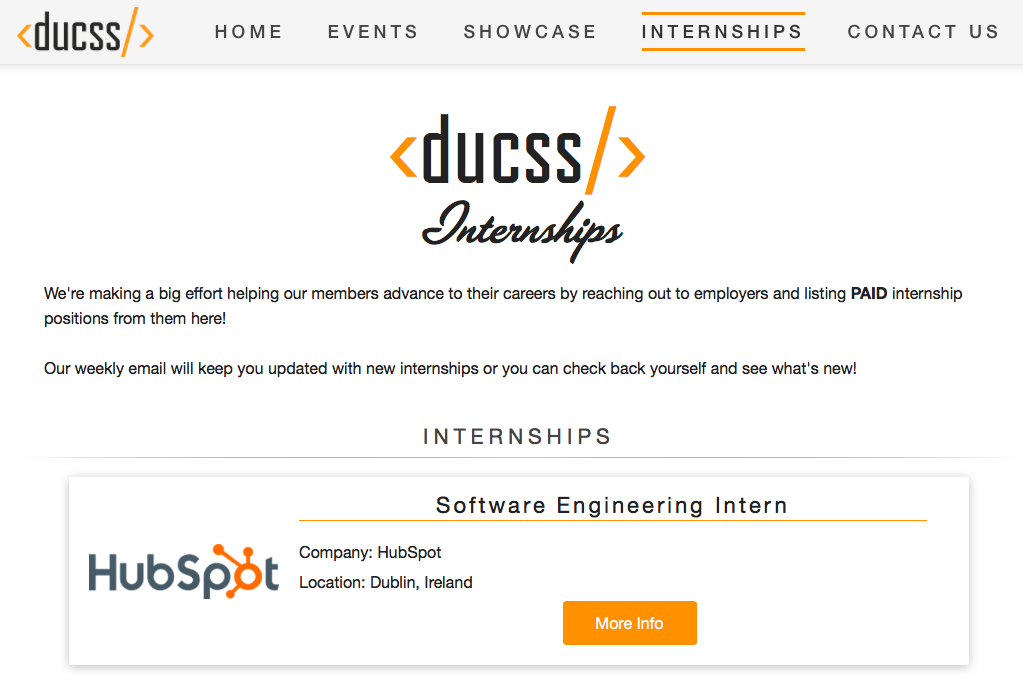 <ducss/> HOME EVENTS SHOWCASE INTERNSHIPS CONTACT US
<ducss/>
Internships
We're making a big effort helping our members advance to their careers by reaching out to employers and listing PAID internship
positions from them here!
Our weekly email will keep you updated with new internships or you can check back yourself and see what's new!
INTERNSHIPS
Software Engineering Intern
HubSpot
Company: HubSpot
Location: Dublin, Ireland
More Info